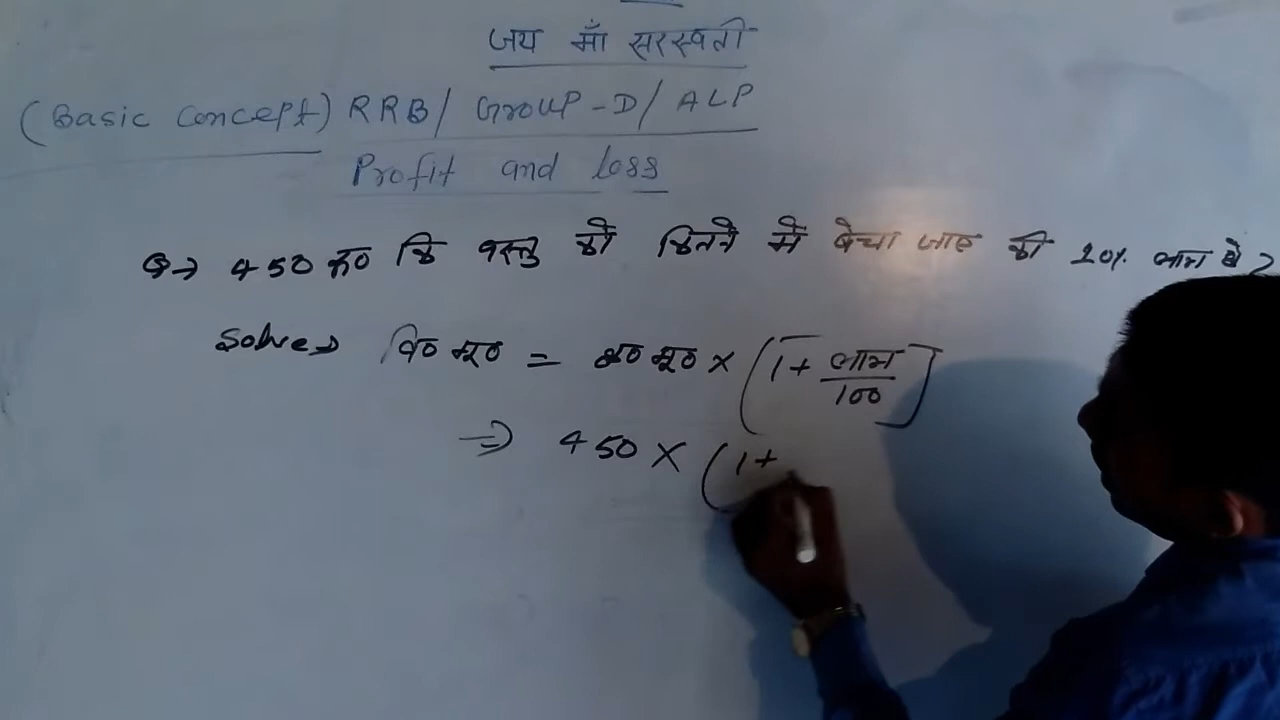 जय माँ सरस्वती
(Basic Concept) RRB/ Group-D/ ALP
Profit and loss
Q→ 450 रू० कि वस्तु को कितने में बेचा जाए की 20% लाभ हो ?
Solve→ वि० मू० = क्र० मू० × (1 + लाभ/100]
⇒ 450 × (1 +